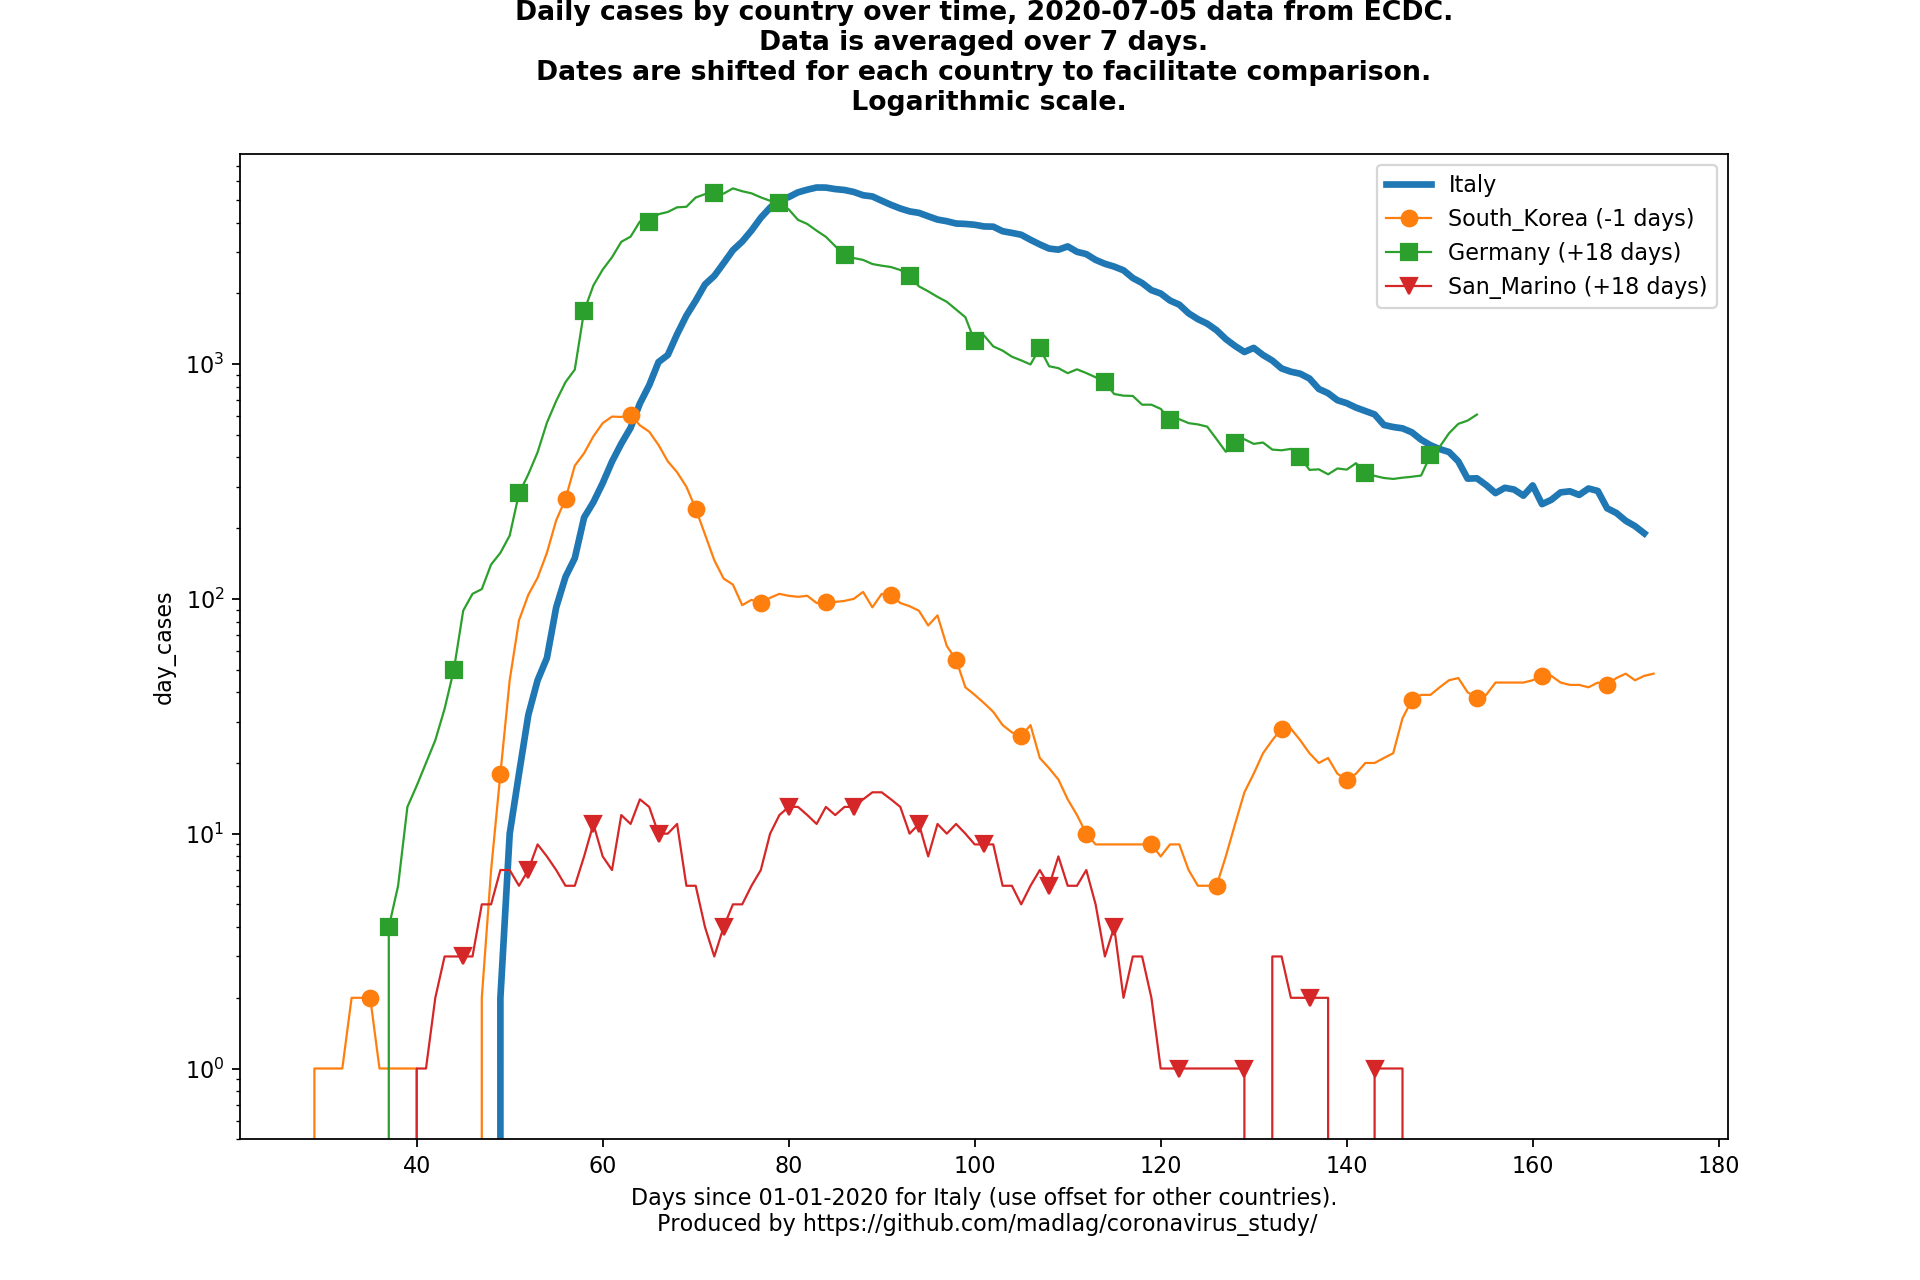 Daily cases by country over time, 2020-07-05 data from ECDC.
Data is averaged over 7 days.
Dates are shifted for each country to facilitate comparison.
Logarithmic scale.
Italy
South_Korea (-1 days)
Germany (+18 days)
San_Marino (+18 days)
day_cases
10³
10²
10¹
10⁰
40 60 80 100 120 140 160 180
Days since 01-01-2020 for Italy (use offset for other countries).
Produced by https://github.com/madlag/coronavirus_study/